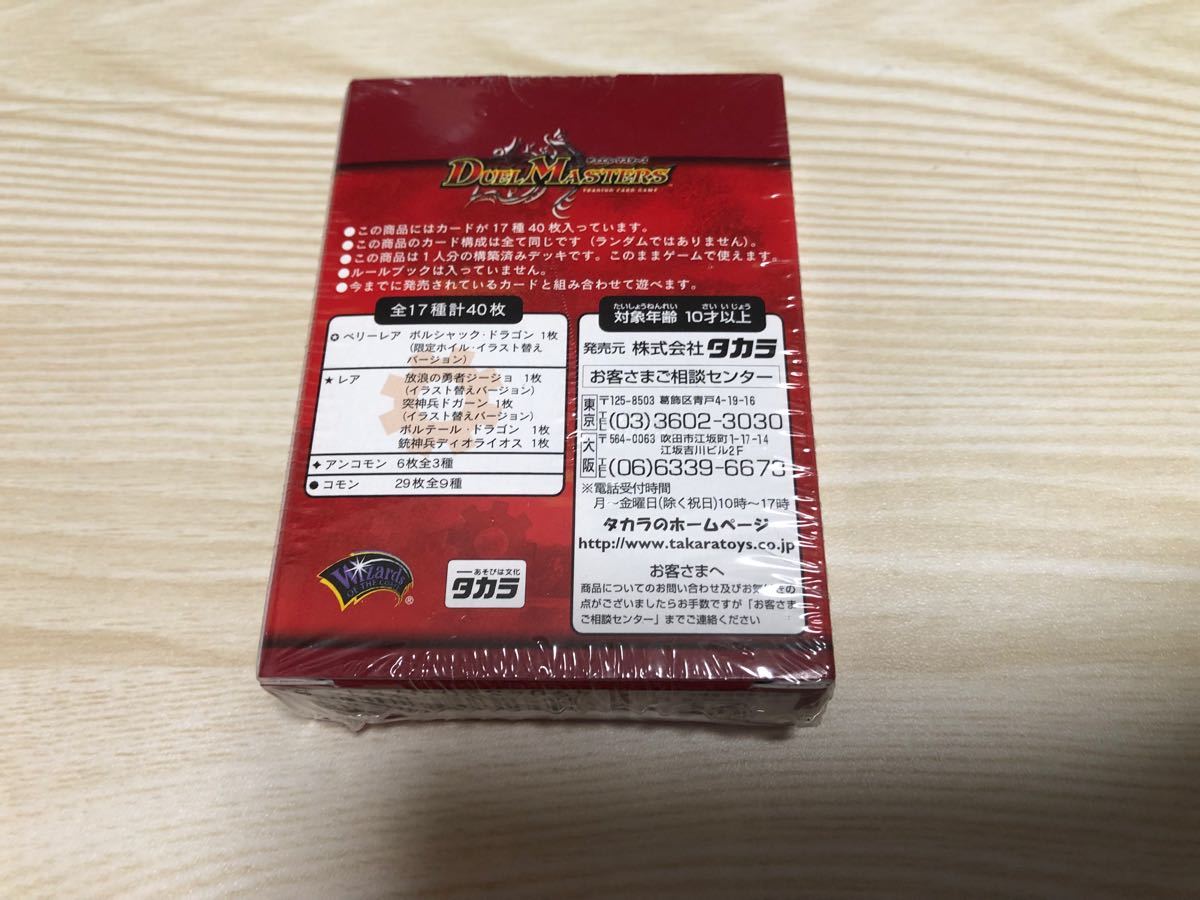 デュエル・マスターズ
DUEL MASTERS
TRADING CARD GAME
●この商品にはカードが17種40枚入っています。
●この商品のカード構成は全て同じです（ランダムではありません）。
●この商品は1人分の構築済みデッキです。このままゲームで使えます。
●ルールブックは入っていません。
●今までに発売されているカードと組み合わせて遊べます。
全17種計40枚
ベリーレア ボルシャック・ドラゴン 1枚
（限定ホイル・イラスト替え
バージョン）
★レア 放浪の勇者ジージョ 1枚
（イラスト替えバージョン）
突神兵ドガーン 1枚
（イラスト替えバージョン）
ボルテール・ドラゴン 1枚
銃神兵ディオライオス 1枚
アンコモン 6枚全3種
●コモン 29枚全9種
Wizards
OF THE COAST
®
あそびは文化
タカラ
たいしょうねんれい さい いじょう
対象年齢 10才以上
発売元 株式会社タカラ
お客さまご相談センター
東京 〒125-8503 葛飾区青戸4-19-16
TEL(03)3602-3030
大阪 〒564-0063 吹田市江坂町1-17-14
江坂吉川ビル2F
TEL(06)6339-6673
※電話受付時間
月～金曜日(除く祝日)10時～17時
タカラのホームページ
http://www.takaratoys.co.jp
お客さまへ
商品についてのお問い合わせ及びお気付きの
点がございましたらお手数ですが「お客さま
ご相談センター」までご連絡ください